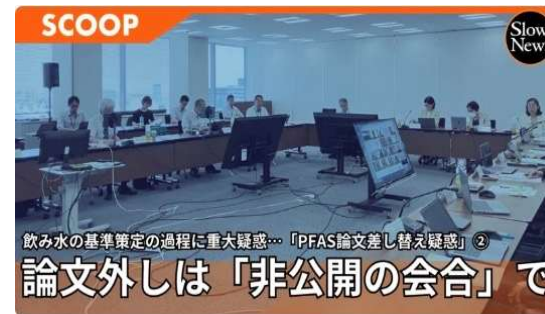 SCOOP
Slow
New
飲み水の基準策定の過程に重大疑惑…「PFAS論文差し替え疑惑」②
論文外しは「非公開の会合」で